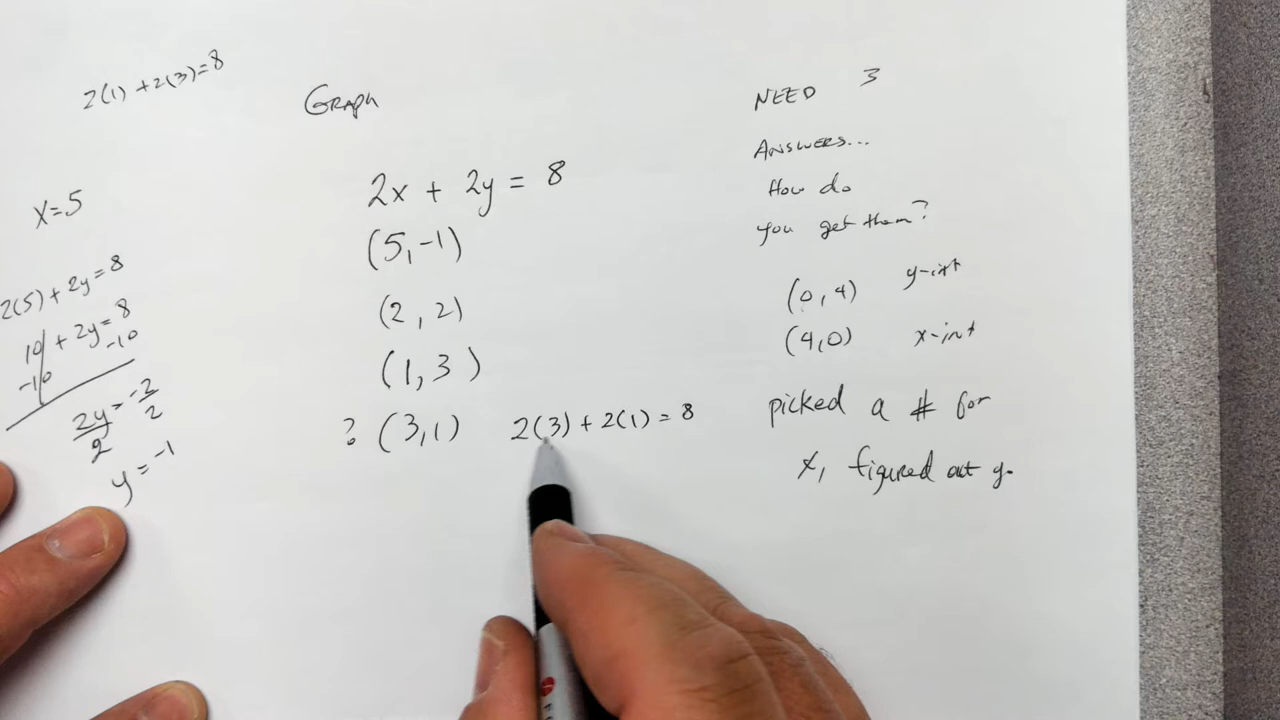 2(1) + 2(3) = 8
x = 5
2(5) + 2y = 8
10 + 2y = 8
-10 -10
2y = -2
2 2
y = -1
GRAPH
2x + 2y = 8
(5, -1)
(2, 2)
(1, 3)
? (3, 1) 2(3) + 2(1) = 8
NEED 3
ANSWERS...
How do
you get them?
(0, 4) y-int
(4, 0) x-int
picked a # for
x, figured out y.